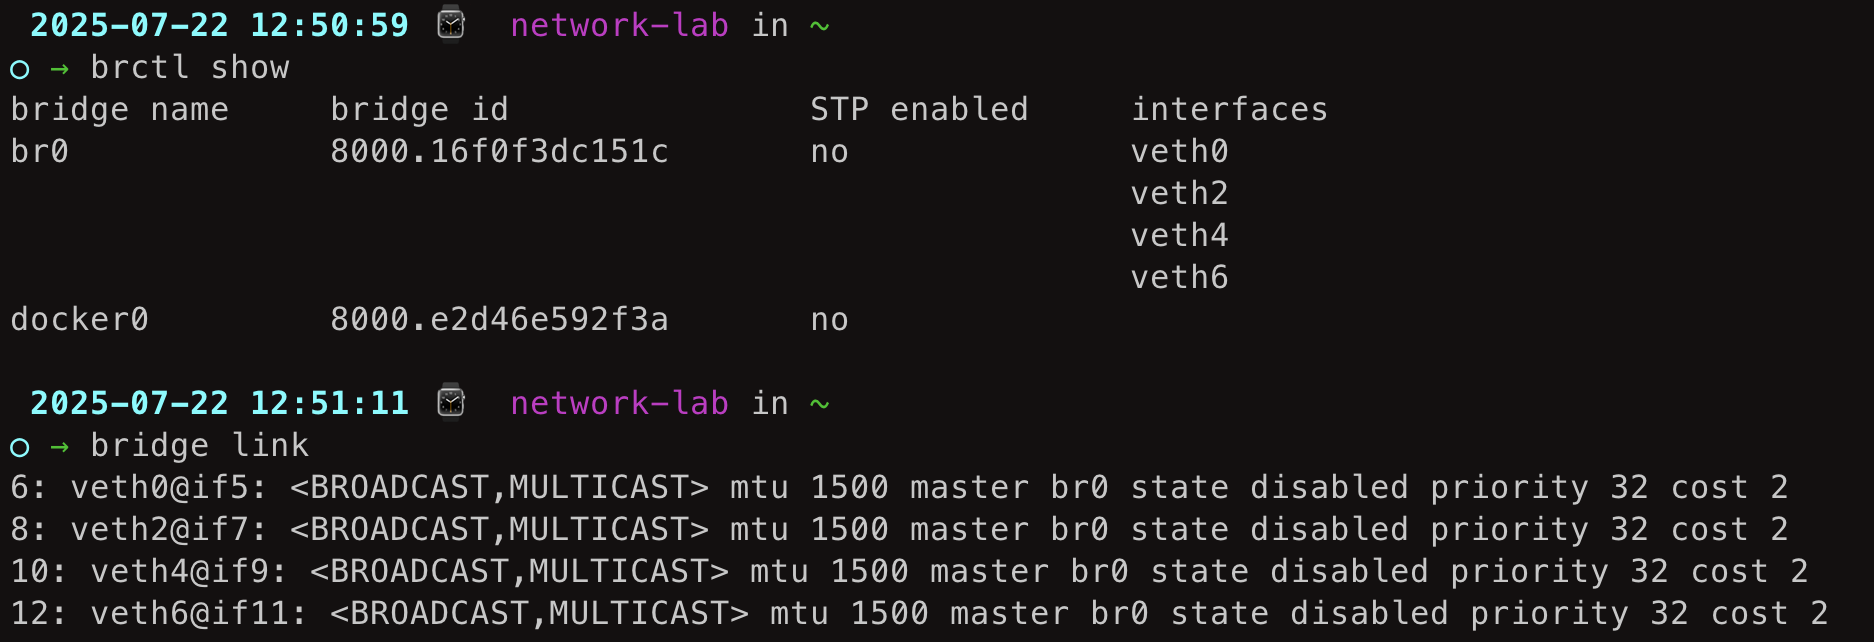 2025-07-22 12:50:59 ⌚ network-lab in ~
○ → brctl show
bridge name     bridge id               STP enabled     interfaces
br0             8000.16f0f3dc151c       no              veth0
                                                        veth2
                                                        veth4
                                                        veth6
docker0         8000.e2d46e592f3a       no
2025-07-22 12:51:11 ⌚ network-lab in ~
○ → bridge link
6: veth0@if5: <BROADCAST,MULTICAST> mtu 1500 master br0 state disabled priority 32 cost 2
8: veth2@if7: <BROADCAST,MULTICAST> mtu 1500 master br0 state disabled priority 32 cost 2
10: veth4@if9: <BROADCAST,MULTICAST> mtu 1500 master br0 state disabled priority 32 cost 2
12: veth6@if11: <BROADCAST,MULTICAST> mtu 1500 master br0 state disabled priority 32 cost 2